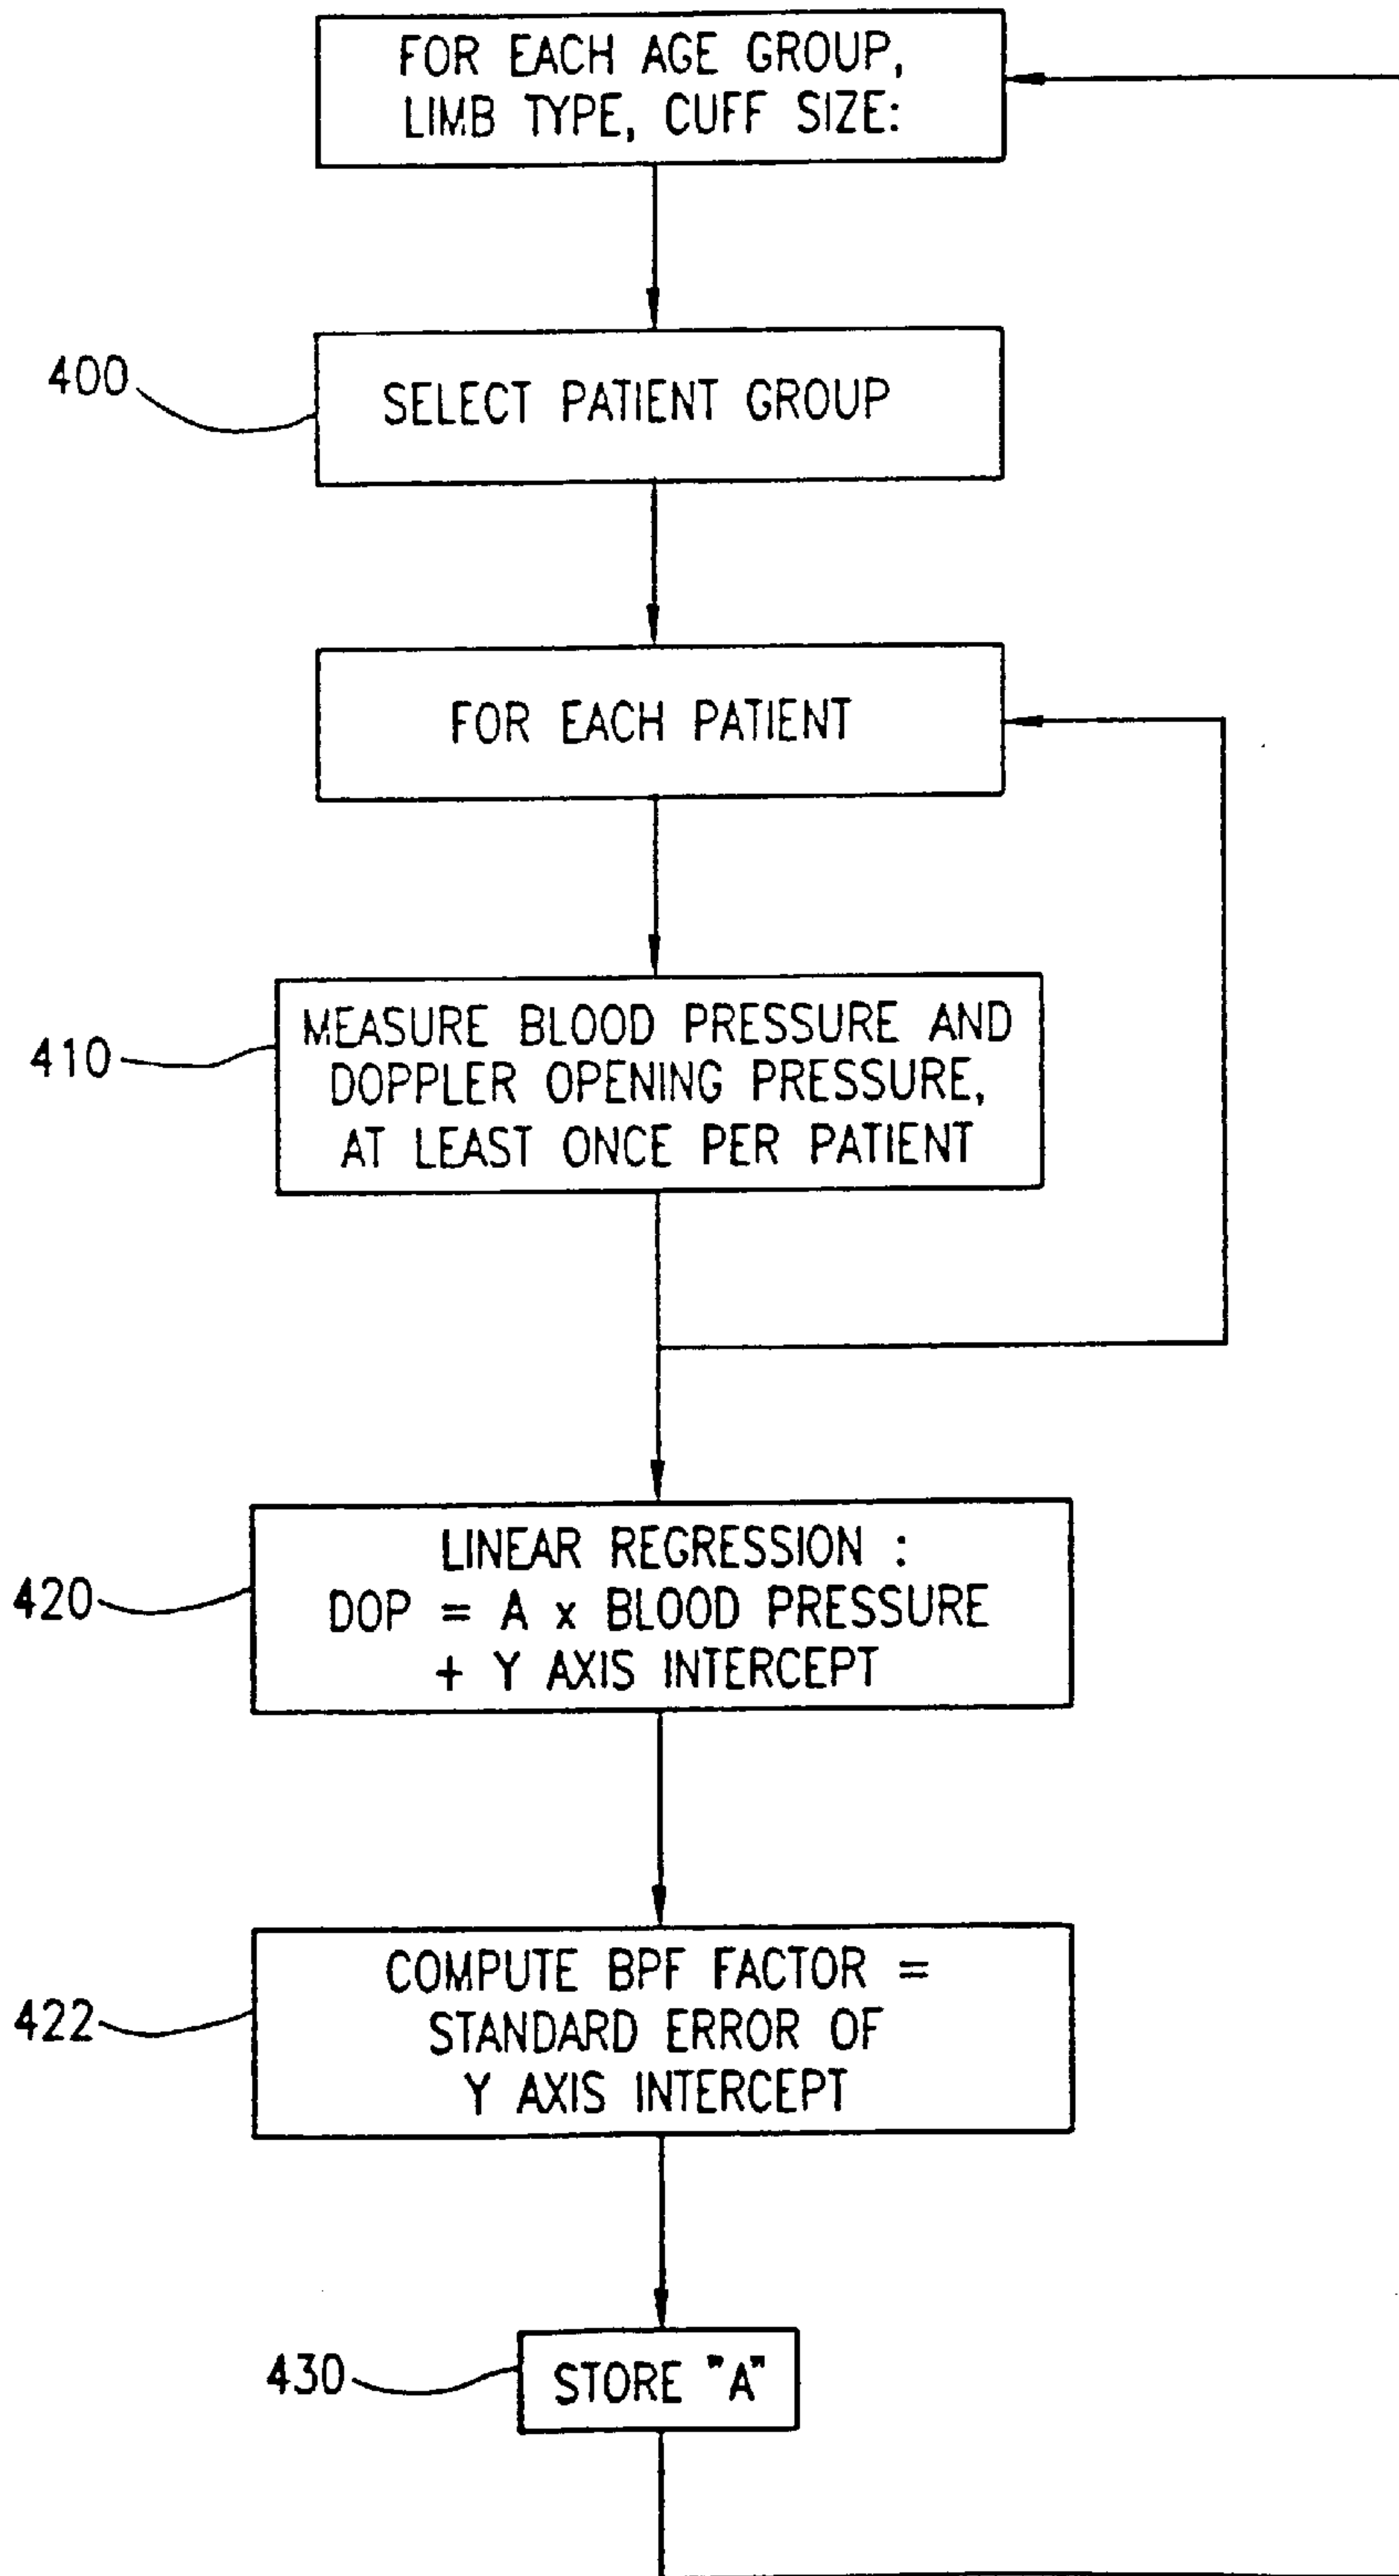 FOR EACH AGE GROUP,
LIMB TYPE, CUFF SIZE:
400
SELECT PATIENT GROUP
FOR EACH PATIENT
410
MEASURE BLOOD PRESSURE AND
DOPPLER OPENING PRESSURE,
AT LEAST ONCE PER PATIENT
420
LINEAR REGRESSION :
DOP = A x BLOOD PRESSURE
+ Y AXIS INTERCEPT
422
COMPUTE BPF FACTOR =
STANDARD ERROR OF
Y AXIS INTERCEPT
430
STORE "A"